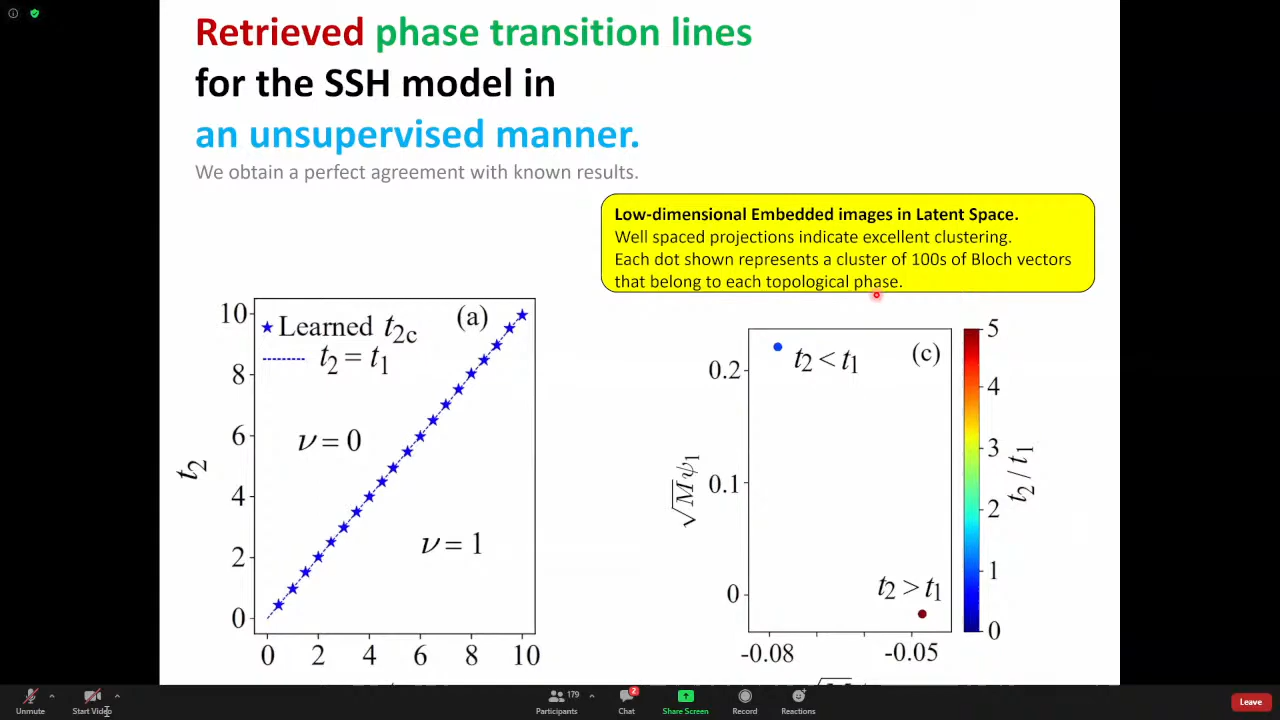 Retrieved phase transition lines
for the SSH model in
an unsupervised manner.
We obtain a perfect agreement with known results.
Low-dimensional Embedded images in Latent Space.
Well spaced projections indicate excellent clustering.
Each dot shown represents a cluster of 100s of Bloch vectors
that belong to each topological phase.
10
8
6
4
2
0
t2
Learned t2c
(a)
t2 = t1
ν = 0
ν = 1
0 2 4 6 8 10
0.2
0.1
0
√M ψ1
t2 < t1
(c)
t2 > t1
-0.08 -0.05
5
4
3
2
1
0
t2 / t1
Unmute
Start Video
Participants
179
Chat
2
Share Screen
Record
Reactions
Leave